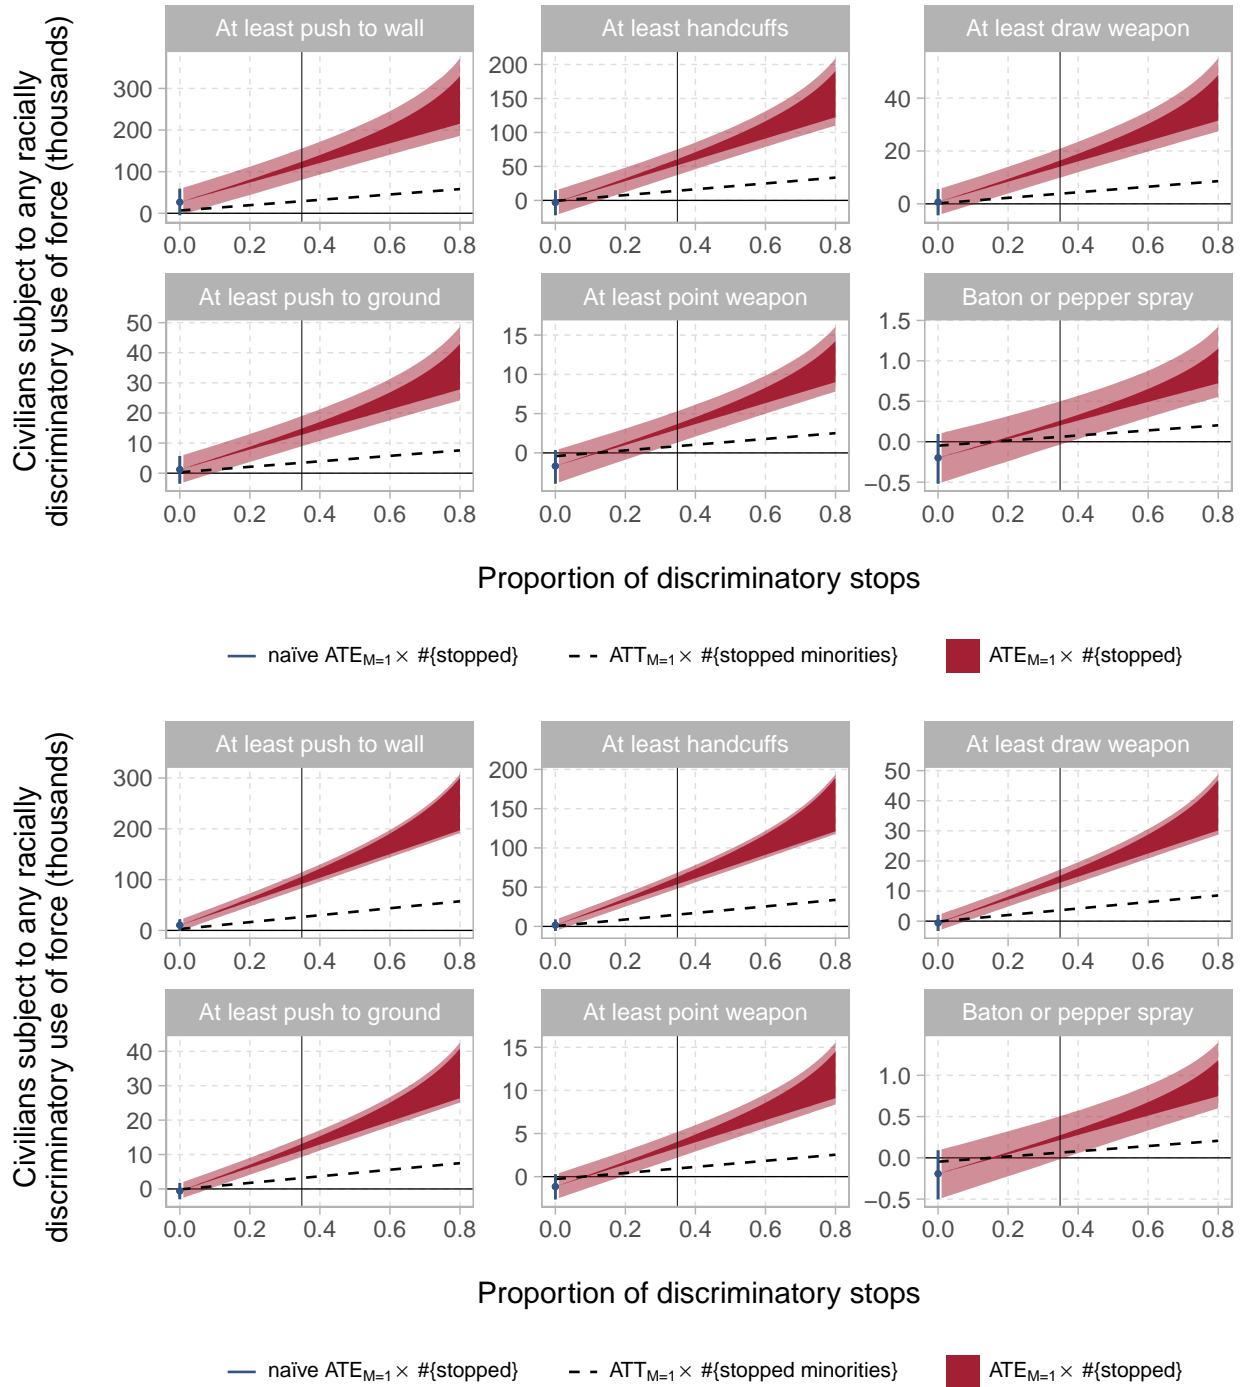 Civilians subject to any racially
discriminatory use of force (thousands)
At least push to wall
At least handcuffs
At least draw weapon
300
200
100
0
200
150
100
50
0
40
20
0
0.0 0.2 0.4 0.6 0.8
0.0 0.2 0.4 0.6 0.8
0.0 0.2 0.4 0.6 0.8
At least push to ground
At least point weapon
Baton or pepper spray
50
40
30
20
10
0
15
10
5
0
1.5
1.0
0.5
0.0
−0.5
0.0 0.2 0.4 0.6 0.8
0.0 0.2 0.4 0.6 0.8
0.0 0.2 0.4 0.6 0.8
Proportion of discriminatory stops
naïve ATE_M=1 × #{stopped}
ATT_M=1 × #{stopped minorities}
ATE_M=1 × #{stopped}
Civilians subject to any racially
discriminatory use of force (thousands)
At least push to wall
At least handcuffs
At least draw weapon
300
200
100
0
200
150
100
50
0
50
40
30
20
10
0
0.0 0.2 0.4 0.6 0.8
0.0 0.2 0.4 0.6 0.8
0.0 0.2 0.4 0.6 0.8
At least push to ground
At least point weapon
Baton or pepper spray
40
30
20
10
0
15
10
5
0
1.0
0.5
0.0
−0.5
0.0 0.2 0.4 0.6 0.8
0.0 0.2 0.4 0.6 0.8
0.0 0.2 0.4 0.6 0.8
Proportion of discriminatory stops
naïve ATE_M=1 × #{stopped}
ATT_M=1 × #{stopped minorities}
ATE_M=1 × #{stopped}